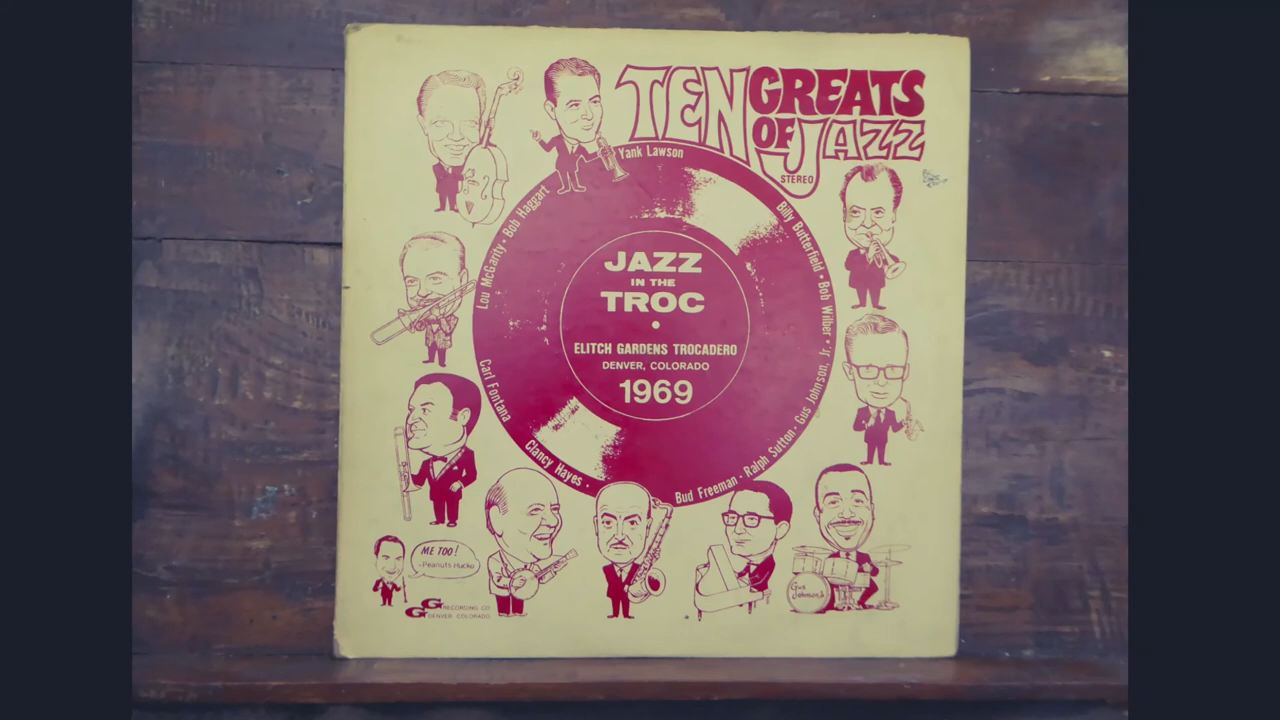 TEN GREATS
OF JAZZ
STEREO
Yank Lawson
Billy Butterfield • Bob Wilber • Gus Johnson, Jr.
Ralph Sutton • Bud Freeman
Clancy Hayes •
Carl Fontana
Lou McGarity • Bob Haggart
JAZZ
IN THE
TROC
•
ELITCH GARDENS TROCADERO
DENVER, COLORADO
1969
ME TOO!
-Peanuts Hucko
Gus
Johnson Jr
GG RECORDING CO
DENVER COLORADO